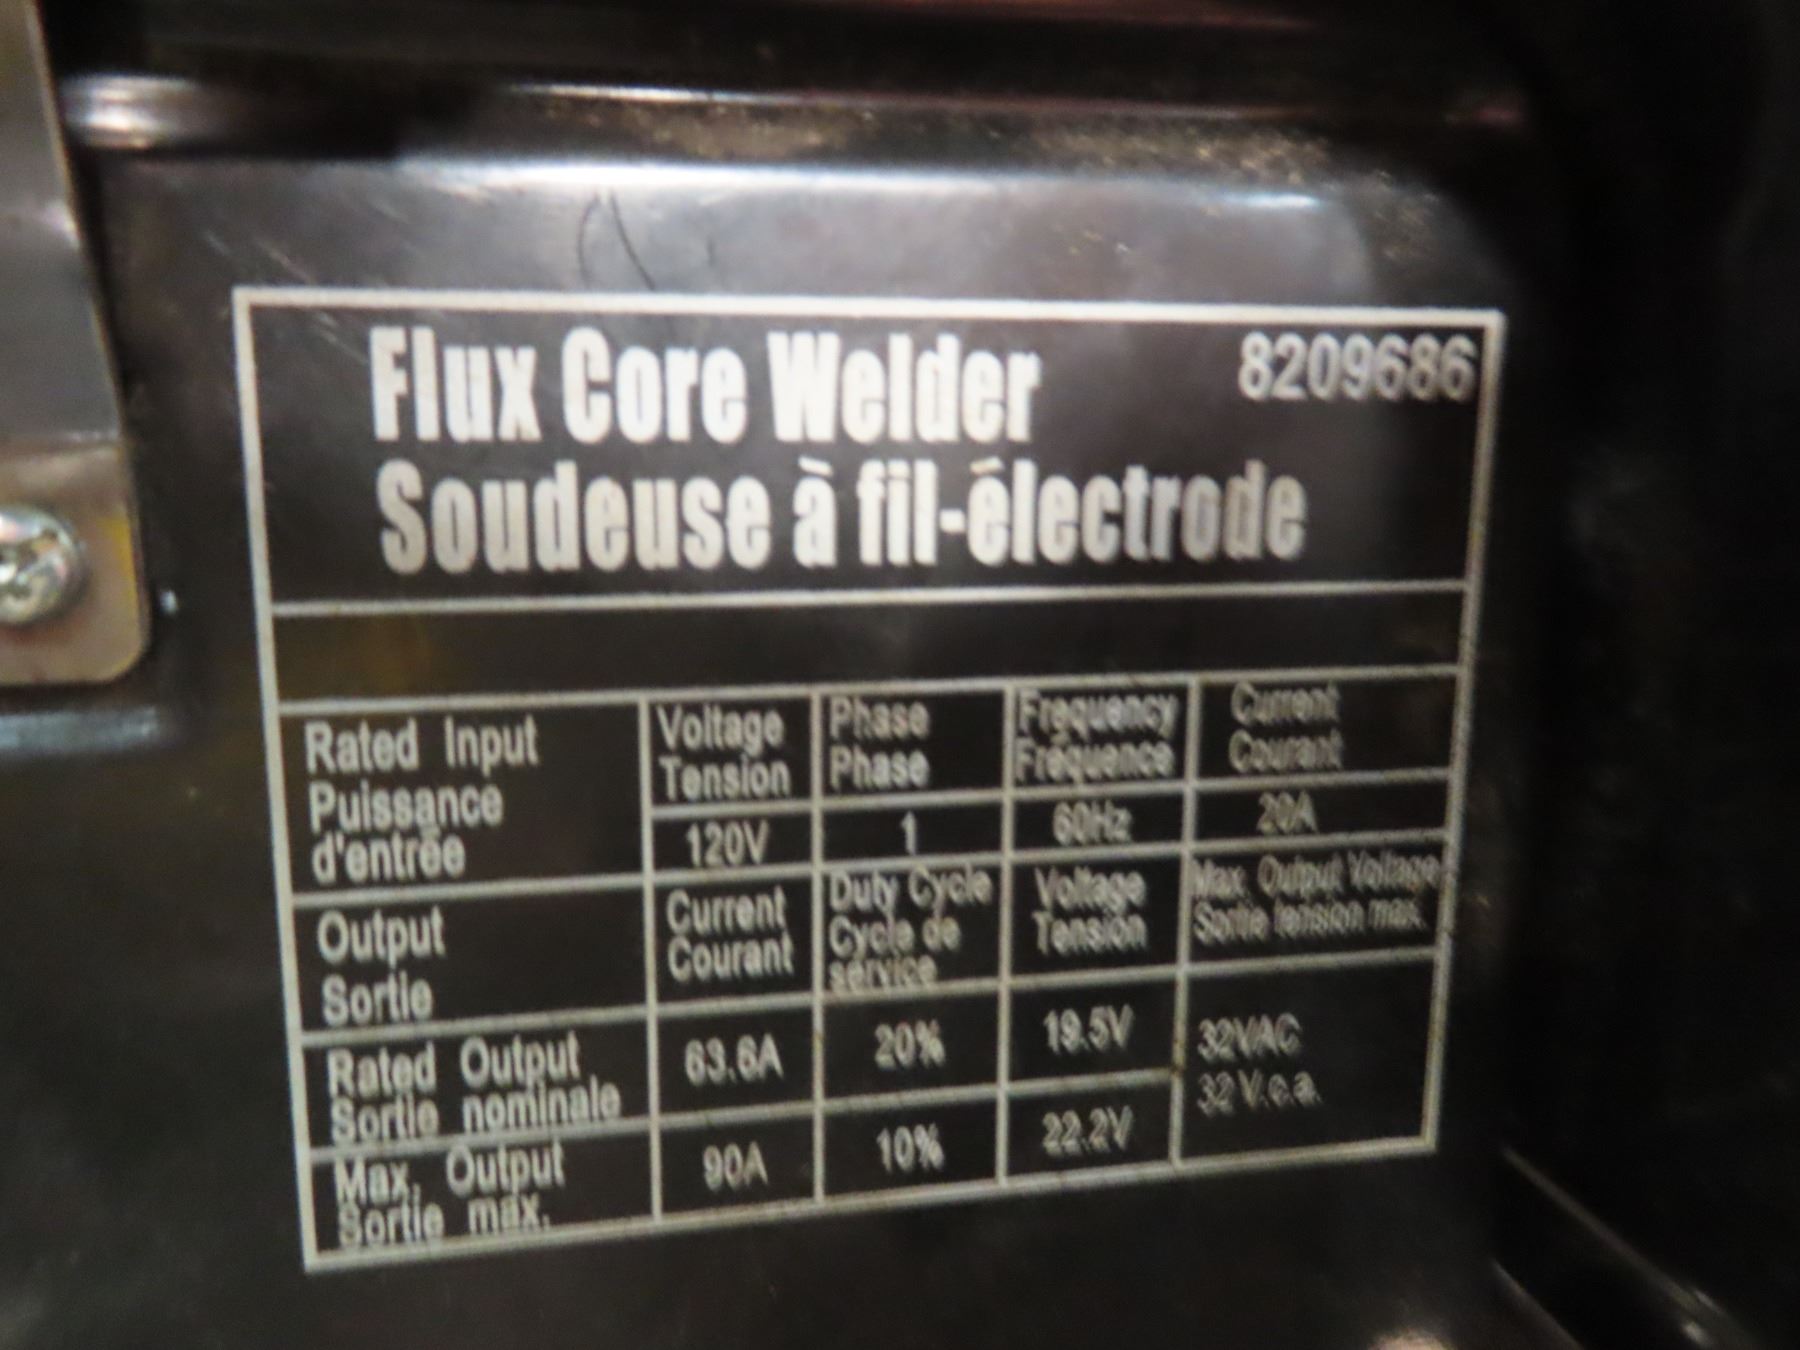 Flux Core Welder 8209686
Soudeuse à fil-électrode
Rated Input
Puissance
d'entrée
Voltage
Tension
Phase
Phase
Frequency
Fréquence
Current
Courant
120V 1 60Hz 20A
Output
Sortie
Current
Courant
Duty Cycle
Cycle de
service
Voltage
Tension
Max. Output Voltage
Sortie tension max.
Rated Output
Sortie nominale
63.6A 20% 19.5V
32VAC
32 V.c.a.
Max. Output
Sortie max.
90A 10% 22.2V